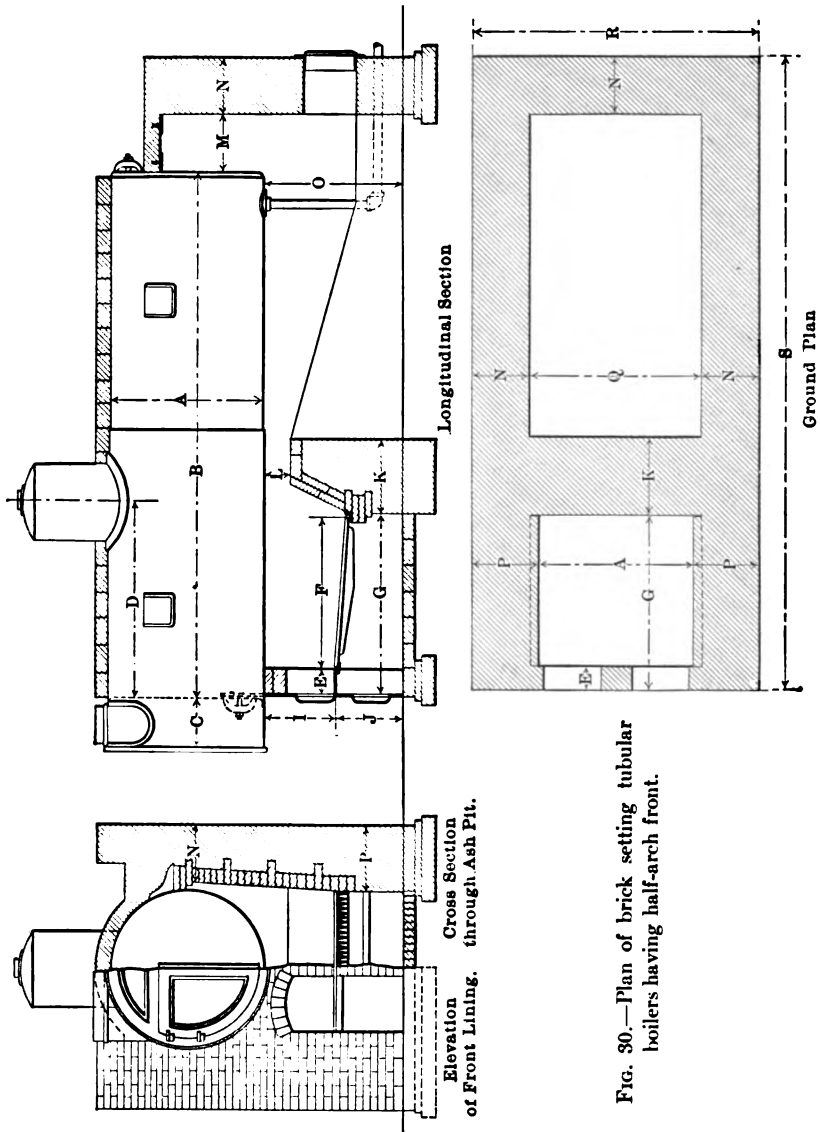 N
P
Elevation
of Front Lining.
Cross Section
through Ash Pit.
A
B
C
D
E
F
G
I
J
K
L
M
N
O
Longitudinal Section
P
A
P
G
E
K
N
Q
N
N
R
S
Ground Plan
FIG. 30.—Plan of brick setting tubular
boilers having half-arch front.